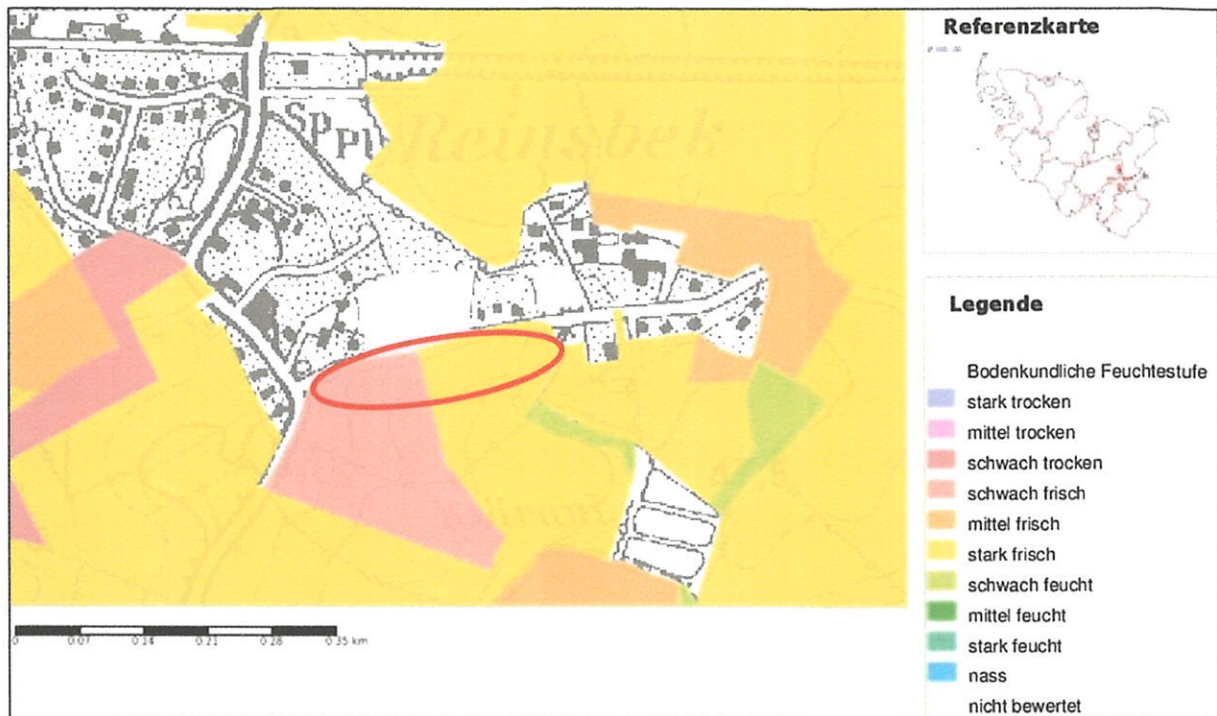 Referenzkarte
Sp
Pl
Reinsbek
Legende
Bodenkundliche Feuchtestufe
stark trocken
mittel trocken
schwach trocken
schwach frisch
mittel frisch
stark frisch
schwach feucht
mittel feucht
stark feucht
nass
nicht bewertet
0 0.07 0.14 0.21 0.28 0.35 km